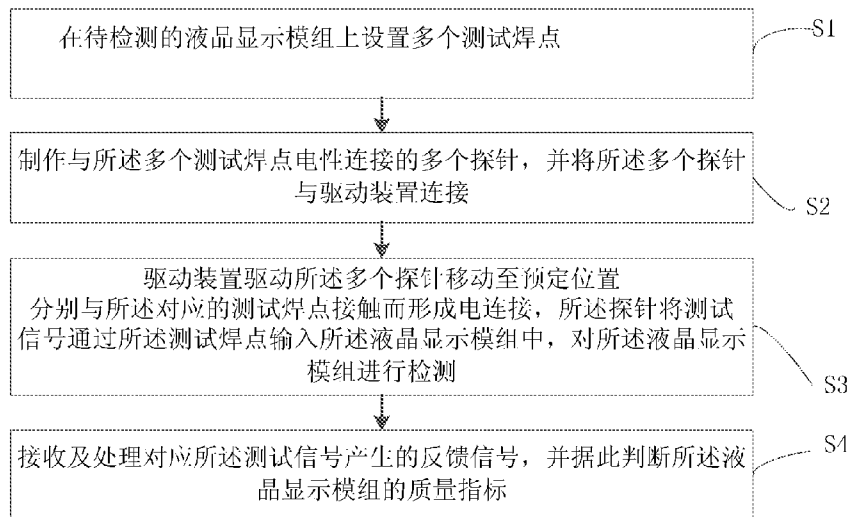 在待检测的液晶显示模组上设置多个测试焊点
S1
制作与所述多个测试焊点电性连接的多个探针，并将所述多个探针
与驱动装置连接
S2
驱动装置驱动所述多个探针移动至预定位置
分别与所述对应的测试焊点接触而形成电连接，所述探针将测试
信号通过所述测试焊点输入所述液晶显示模组中，对所述液晶显示
模组进行检测
S3
接收及处理对应所述测试信号产生的反馈信号，并据此判断所述液
晶显示模组的质量指标
S4